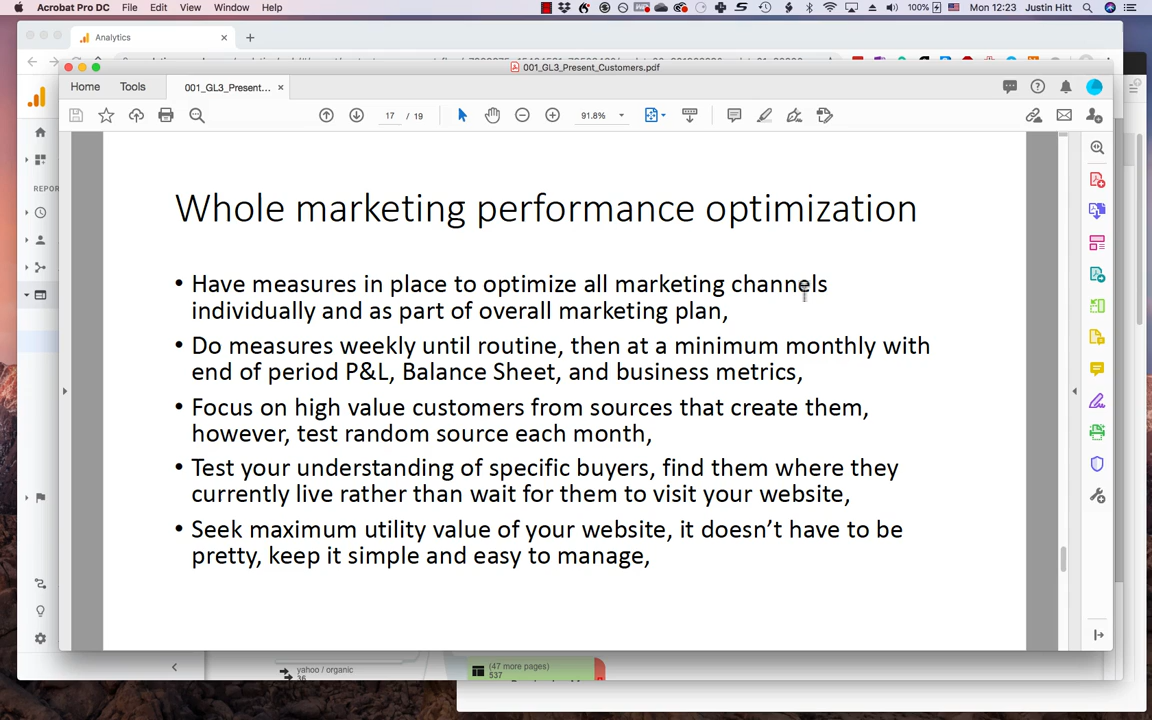 Acrobat Pro DC File Edit View Window Help 100% Mon 12:23 Justin Hitt
Analytics
001_GL3_Present_Customers.pdf
Home Tools 001_GL3_Present...
17 / 19 91.8%
REPOR
Whole marketing performance optimization
• Have measures in place to optimize all marketing channels
individually and as part of overall marketing plan,
• Do measures weekly until routine, then at a minimum monthly with
end of period P&L, Balance Sheet, and business metrics,
• Focus on high value customers from sources that create them,
however, test random source each month,
• Test your understanding of specific buyers, find them where they
currently live rather than wait for them to visit your website,
• Seek maximum utility value of your website, it doesn’t have to be
pretty, keep it simple and easy to manage,
yahoo / organic
36
(47 more pages)
537